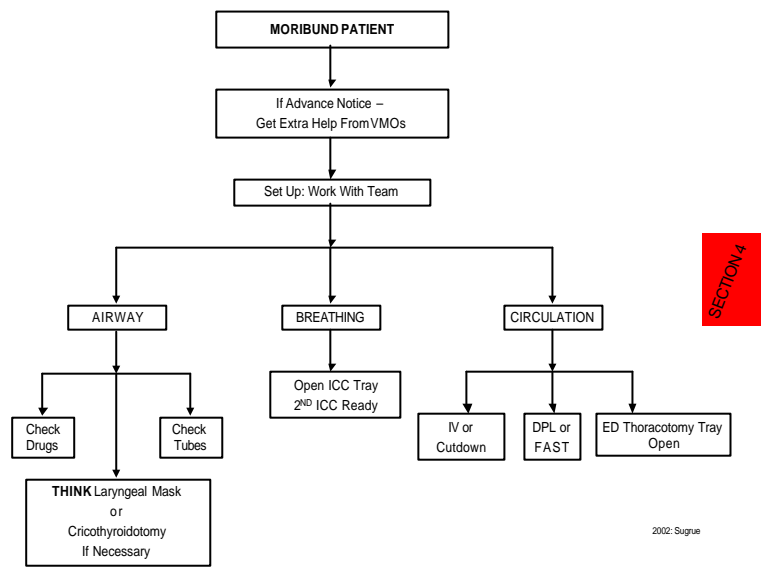 MORIBUND PATIENT
If Advance Notice –
Get Extra Help From VMOs
Set Up: Work With Team
SECTION 4
AIRWAY
BREATHING
CIRCULATION
Open ICC Tray
2ND ICC Ready
Check
Drugs
Check
Tubes
IV or
Cutdown
DPL or
FAST
ED Thoracotomy Tray
Open
THINK Laryngeal Mask
or
Cricothyroidotomy
If Necessary
2002: Sugrue